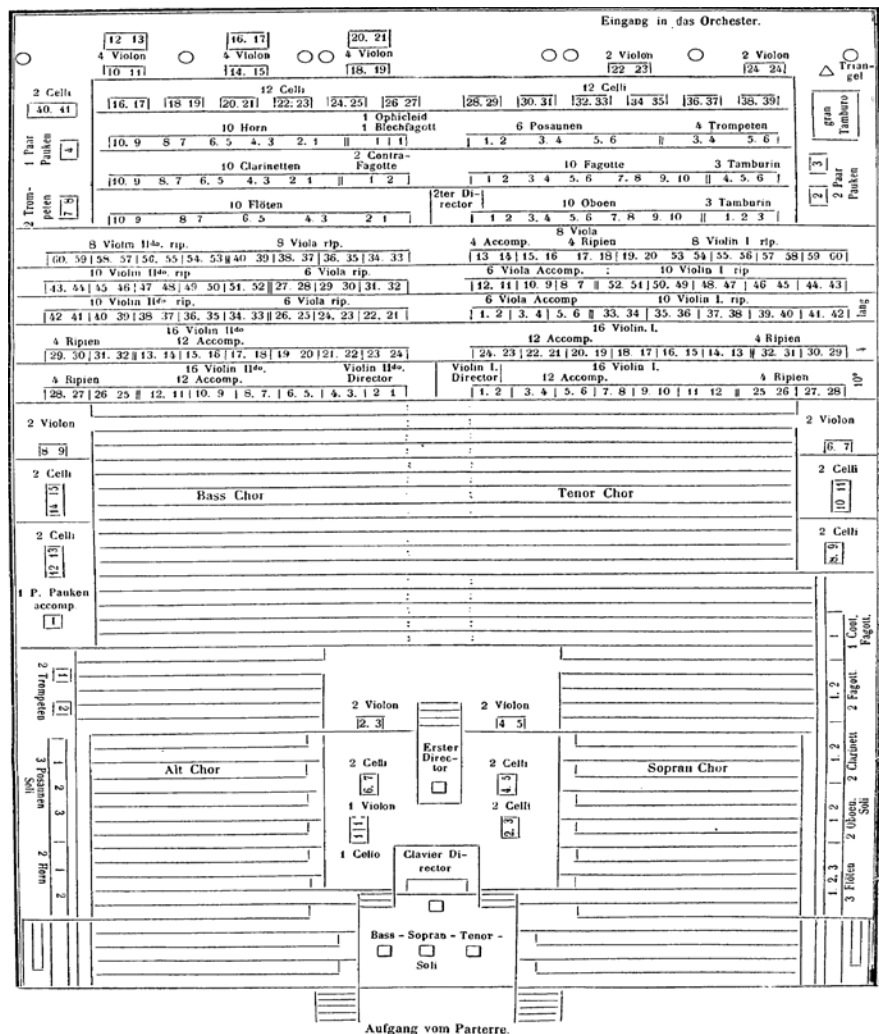 Eingang in das Orchester.
12 13
16. 17
20. 21
4 Violon
4 Violon
4 Violon
2 Violon
2 Violon
10 11
14. 15
18. 19
22 23
24 24
Triangel
2 Celli
40. 41
12 Celli
12 Celli
16. 17 18 19 20. 21 22. 23 24. 25 26 27
28. 29 30. 31 32. 33 34 35 36. 37 38. 39
gran Tamburo
1 Paar Pauken
4
10 Horn
1 Ophicleid
1 Blechfagott
6 Posaunen
4 Trompeten
10. 9 8 7 6. 5 4. 3 2. 1 || 1 1
1. 2 3. 4 5. 6 || 3. 4 5. 6
10 Clarinetten
2 Contra-Fagotte
10 Fagotte
3 Tamburin
10. 9 8. 7 6. 5 4. 3 2 1 || 1 2
1 2 3 4 5. 6 7. 8 9. 10 || 4. 5. 6
3
2
2 Paar Pauken
2 Trompeten
7 8
10 Flöten
2ter Director
10 Oboen
3 Tamburin
10 9 8 7 6. 5 4. 3 2 1
1 2 3 4 5. 6 7. 8 9. 10 || 1. 2. 3
8 Viola
8 Violin IIdo. rip.
8 Viola rip.
4 Accomp.
4 Ripien
8 Violin I rip.
60. 59 58. 57 56. 55 54. 53 || 40 39 38. 37 36. 35 34. 33
13 14 15. 16 17. 18 19. 20 53 54 55. 56 57 58 59 60
10 Violin IIdo. rip.
6 Viola rip.
6 Viola Accomp. :
10 Violin I rip
43. 44 45 46 47 48 49 50 51. 52 || 27. 28 29 30 31. 32
12. 11 10. 9 8 7 || 52. 51 50. 49 48. 47 46 45 44. 43
10 Violin IIdo rip.
6 Viola rip.
6 Viola Accomp
10 Violin I. rip.
42 41 40 39 38 37 36. 35 34. 33 || 26. 25 24. 23 22. 21
1. 2 3. 4 5. 6 || 33. 34 35. 36 37. 38 39. 40 41. 42
lang
16 Violin IIdo
16 Violin. I.
4 Ripien
12 Accomp.
12 Accomp.
4 Ripien
29. 30 31. 32 || 13. 14 15. 16 17. 18 19 20 21. 22 23 24
24. 23 22. 21 20. 19 18. 17 16. 15 14. 13 || 32. 31 30. 29
16 Violin IIdo.
Violin IIdo.
Director
Violin I.
Director
16 Violin I.
4 Ripien
12 Accomp.
12 Accomp.
4 Ripien
28. 27 26 25 || 12. 11 10. 9 8. 7. 6. 5. 4. 3. 2 1
1. 2 3. 4 5. 6 7. 8 9. 10 11 12 || 25 26 27. 28
2 Violon
8 9
2 Violon
6. 7
2 Celli
14 15
Bass Chor
Tenor Chor
2 Celli
10 11
2 Celli
12 13
2 Celli
8. 9
1 P. Pauken
accomp.
1
1 Cont. Fagott.
1
2 Trompeten
1
2
2 Fagott
1. 2
2 Violon
2. 3
2 Violon
4 5
Erster
Direc-
tor
2 Clarinett
1. 2
Alt Chor
2 Celli
6. 7
2 Celli
4. 5
Sopran Chor
3 Posaunen
Soli
1
2
3
1 Violon
1 1
2 Celli
2. 3
2 Oboen.
Soli
1 2
1 Cello
Clavier Di-
rector
2 Horn
1
2
3 Flöten
1. 2. 3
Bass - Sopran - Tenor -
Soli
Aufgang vom Parterre.